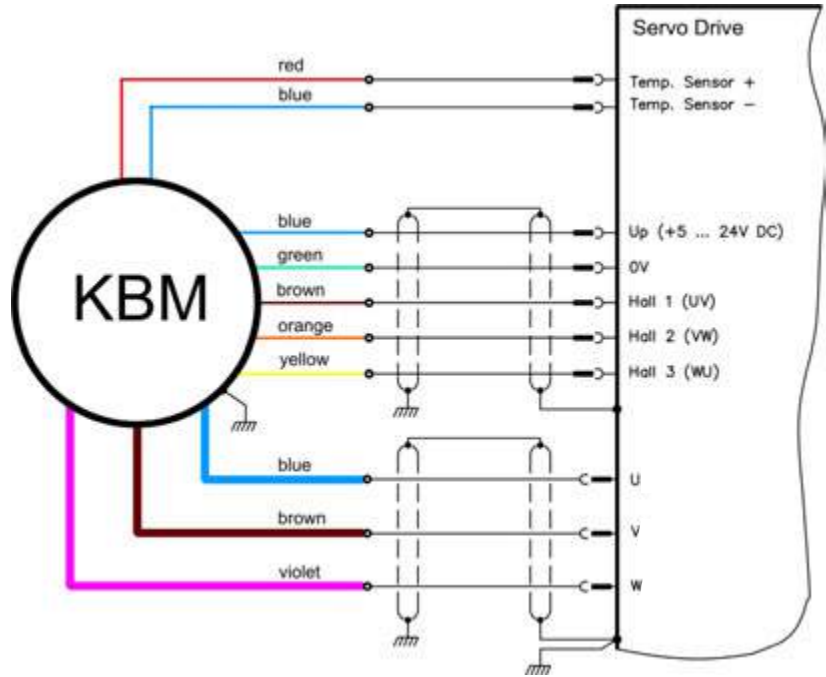 Servo Drive
red
Temp. Sensor +
blue
Temp. Sensor −
blue
Up (+5 ... 24V DC)
green
0V
KBM
brown
Hall 1 (UV)
orange
Hall 2 (VW)
yellow
Hall 3 (WU)
blue
U
brown
V
violet
W